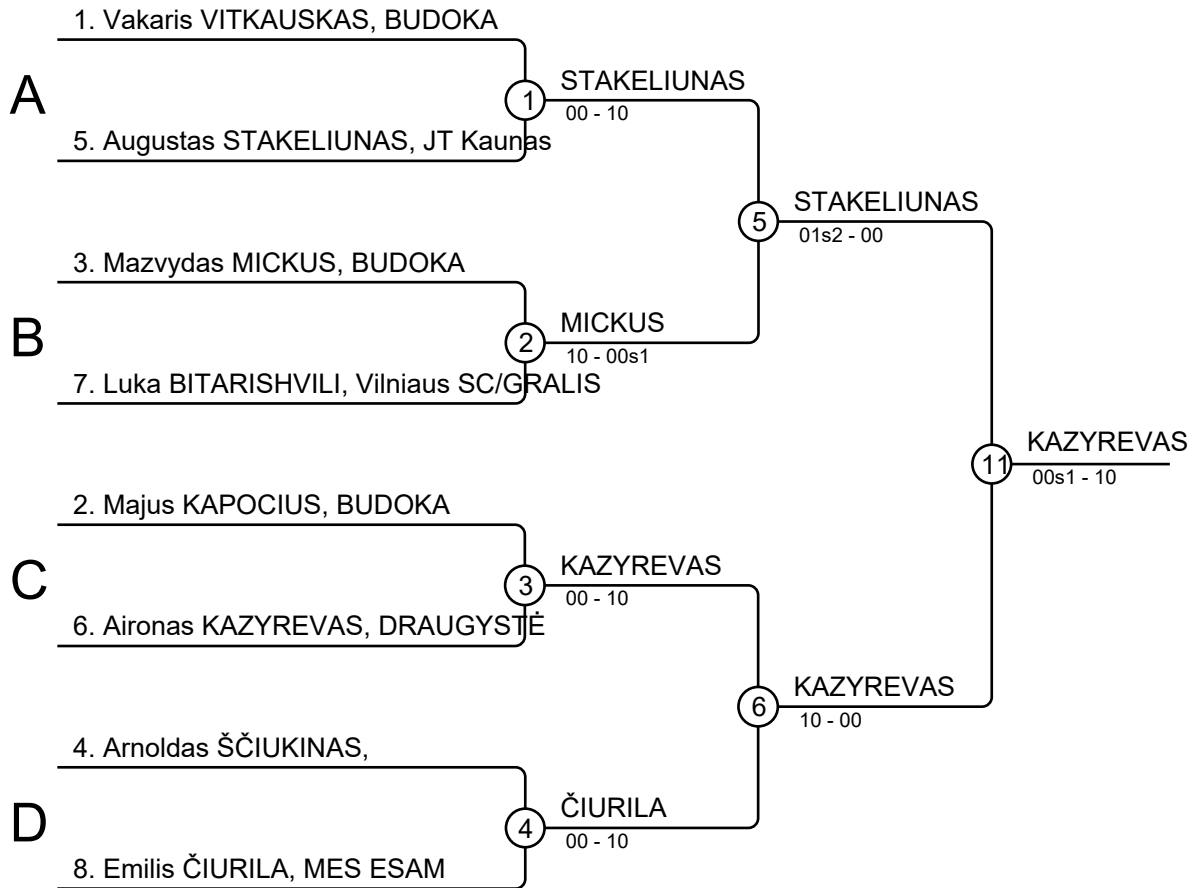 1. Vakaris VITKAUSKAS, BUDOKA
A
1
STAKELIUNAS
00 - 10
5. Augustas STAKELIUNAS, JT Kaunas
5
STAKELIUNAS
01s2 - 00
3. Mazvydas MICKUS, BUDOKA
B
2
MICKUS
10 - 00s1
7. Luka BITARISHVILI, Vilniaus SC/GRALIS
11
KAZYREVAS
00s1 - 10
2. Majus KAPOCIUS, BUDOKA
C
3
KAZYREVAS
00 - 10
6. Aironas KAZYREVAS, DRAUGYSTĖ
6
KAZYREVAS
10 - 00
4. Arnoldas ŠČIUKINAS,
D
4
ČIURILA
00 - 10
8. Emilis ČIURILA, MES ESAM